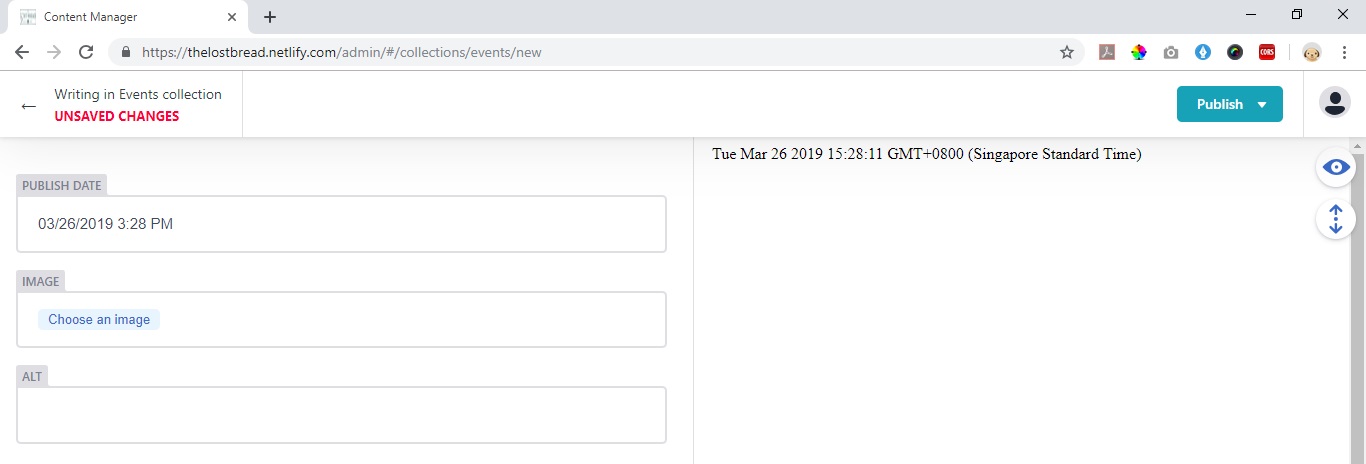 Content Manager
https://thelostbread.netlify.com/admin/#/collections/events/new
CORS
Writing in Events collection
UNSAVED CHANGES
Publish
Tue Mar 26 2019 15:28:11 GMT+0800 (Singapore Standard Time)
PUBLISH DATE
03/26/2019 3:28 PM
IMAGE
Choose an image
ALT